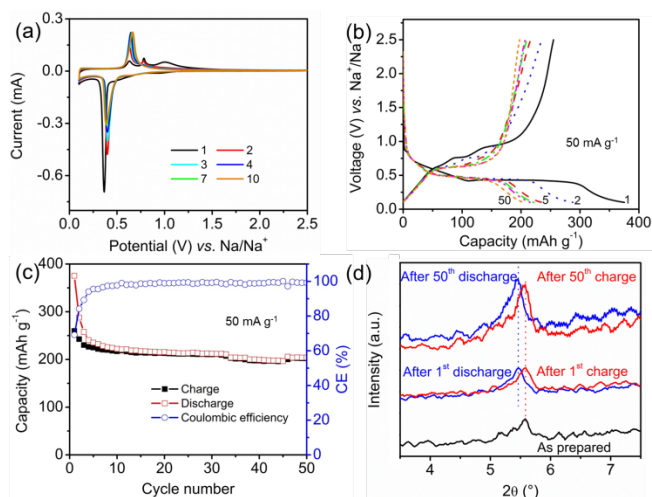 (a)
0.3
0.0
-0.3
-0.6
Current (mA)
1 2
3 4
7 10
0.0 0.5 1.0 1.5 2.0 2.5
Potential (V) vs. Na/Na⁺
(b)
2.5
2.0
1.5
1.0
0.5
0.0
Voltage (V) vs. Na⁺/Na
50 mA g⁻¹
50 5 2 1
0 100 200 300 400
Capacity (mAh g⁻¹)
(c)
400
350
300
250
200
150
100
50
0
Capacity (mAh g⁻¹)
50 mA g⁻¹
Charge
Discharge
Coulombic efficiency
100
80
60
40
20
0
CE (%)
0 10 20 30 40 50
Cycle number
(d)
Intensity (a.u.)
After 50th discharge After 50th charge
After 1st discharge After 1st charge
As prepared
4 5 6 7
2θ (°)